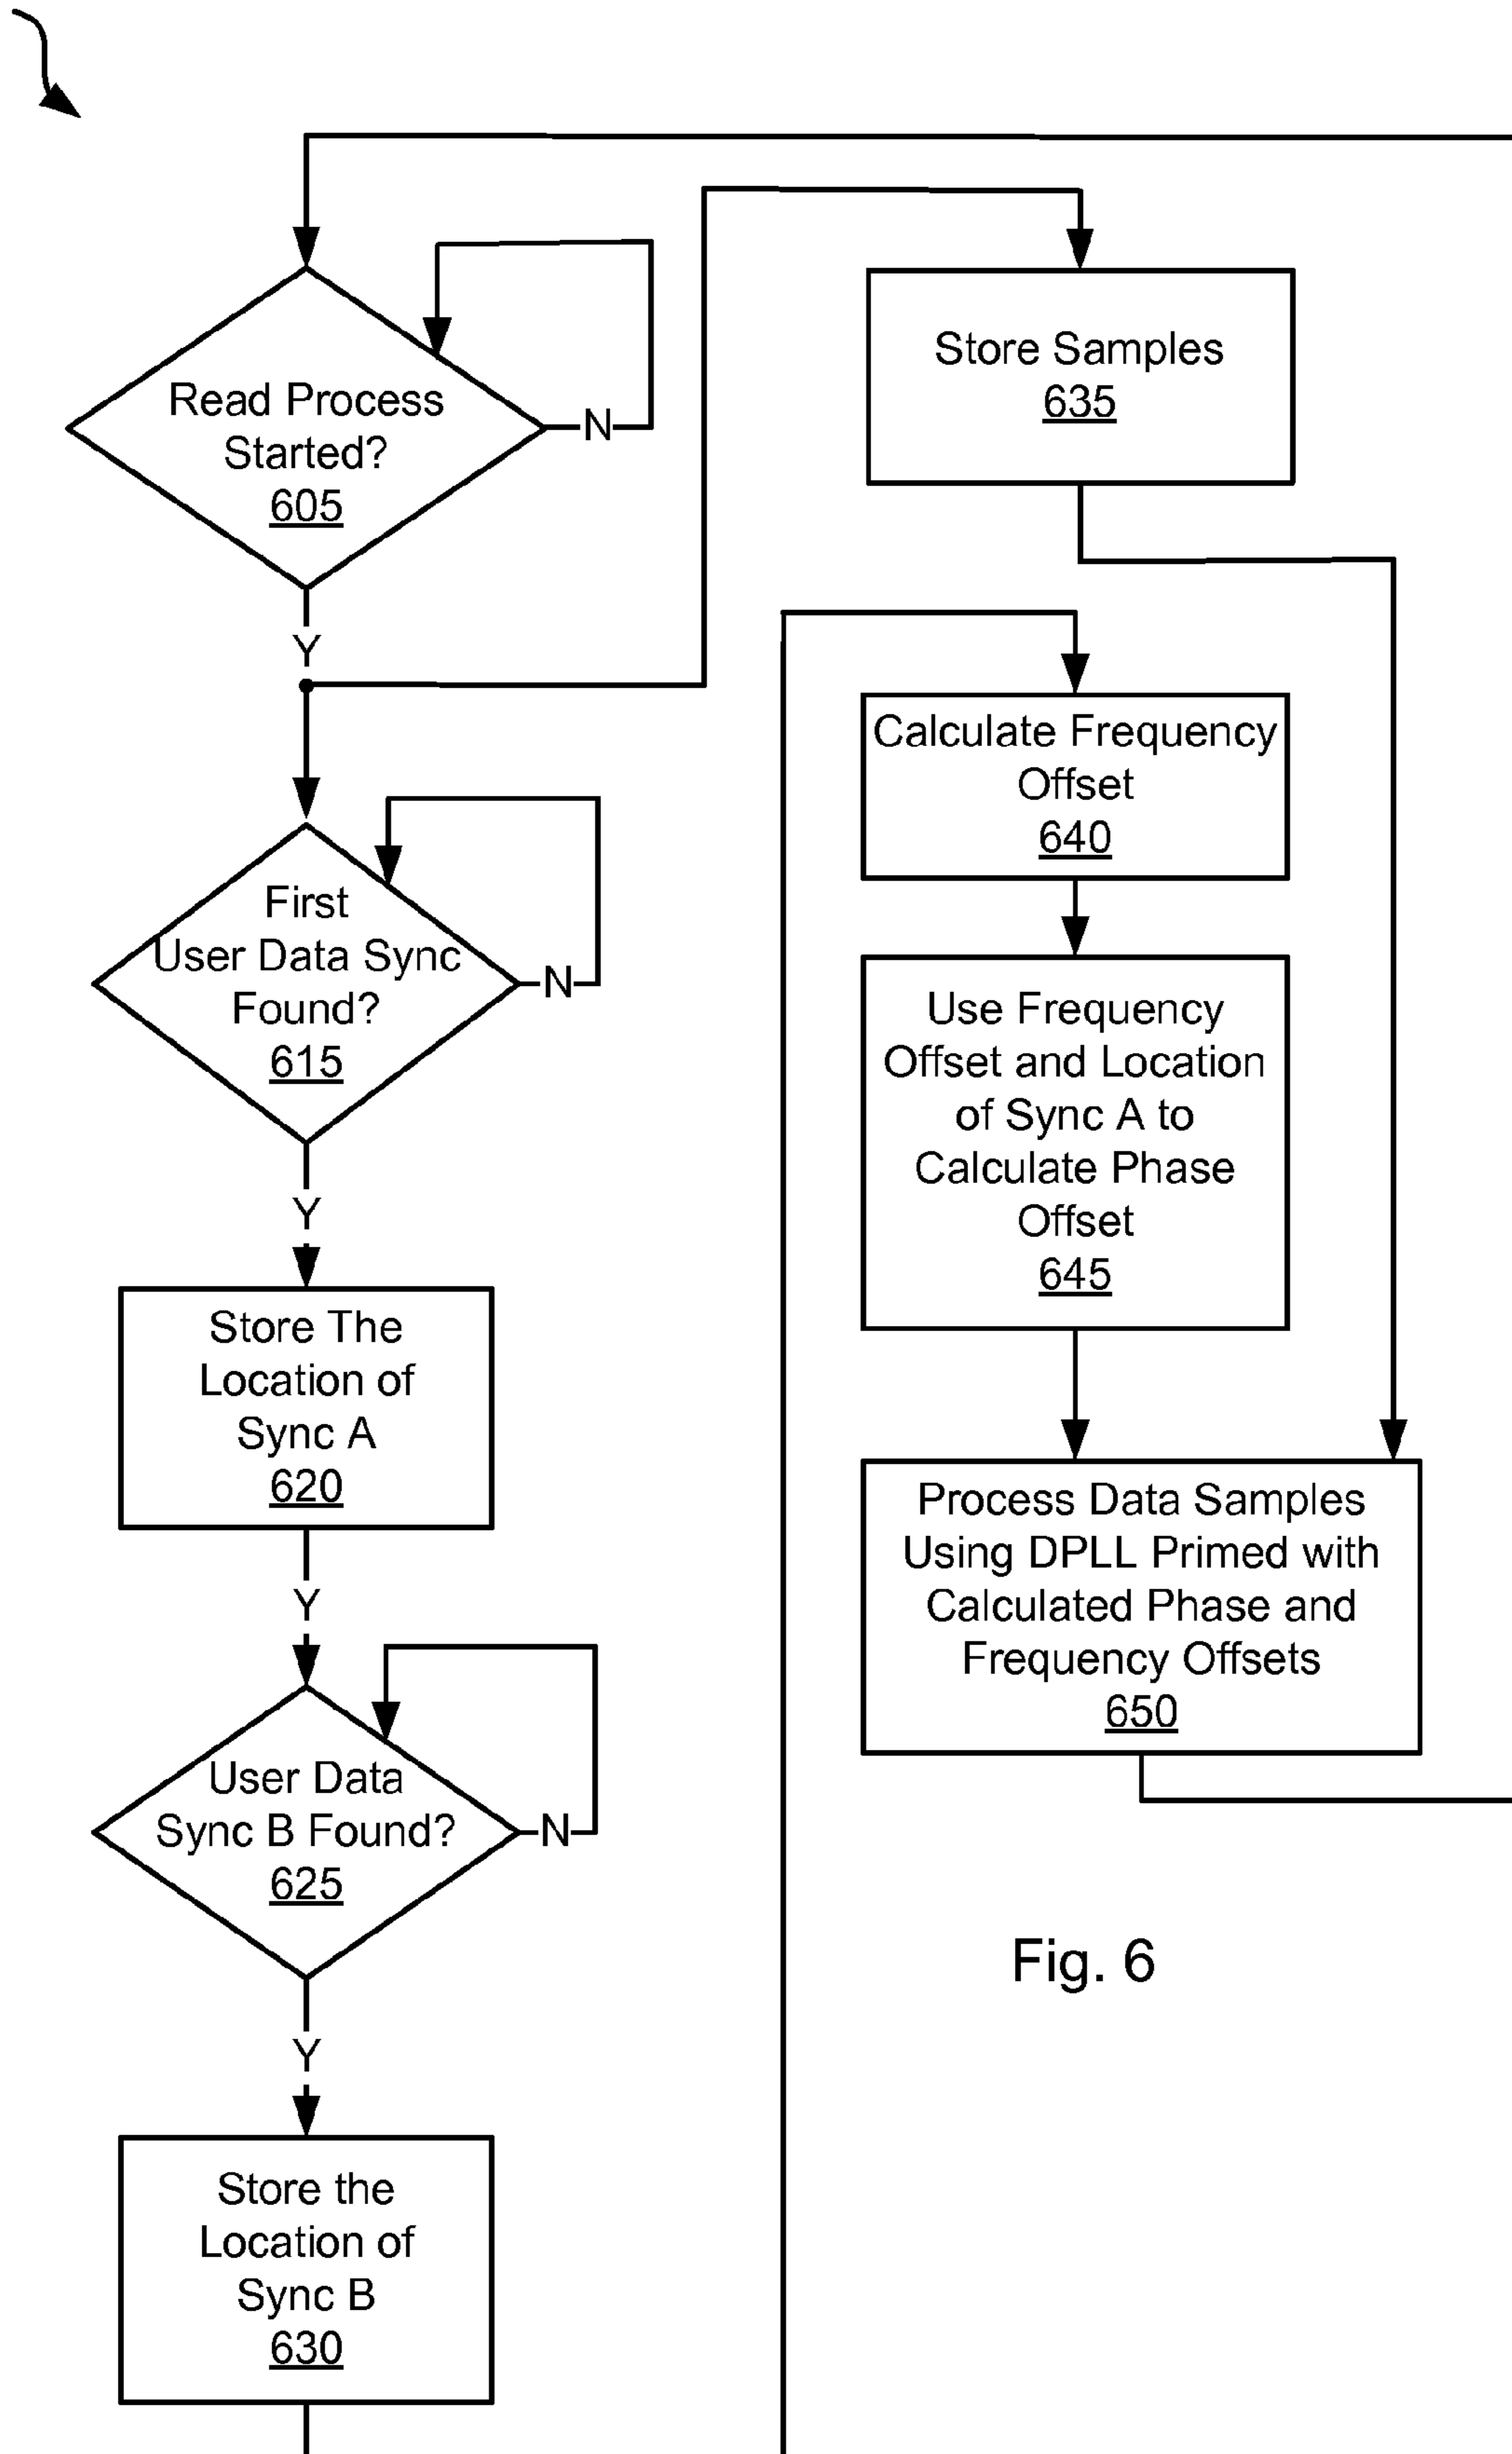 Read Process
Started?
605
N
Y
First
User Data Sync
Found?
615
N
Y
Store The
Location of
Sync A
620
Y
User Data
Sync B Found?
625
N
Y
Store the
Location of
Sync B
630
Store Samples
635
Calculate Frequency
Offset
640
Use Frequency
Offset and Location
of Sync A to
Calculate Phase
Offset
645
Process Data Samples
Using DPLL Primed with
Calculated Phase and
Frequency Offsets
650
Fig. 6